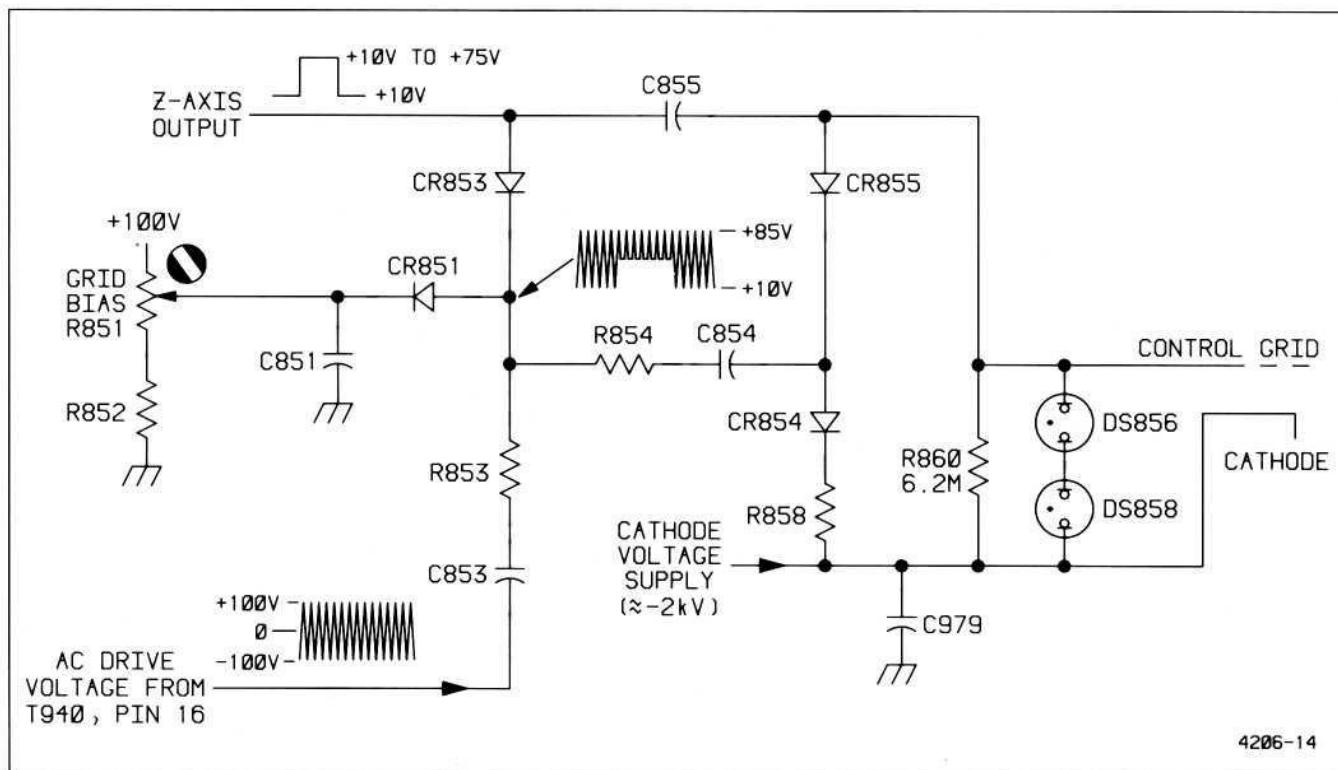 +10V TO +75V
+10V
Z-AXIS
OUTPUT
C855
CR853
CR855
+100V
GRID
BIAS
R851
CR851
+85V
+10V
C851
R854
C854
R852
R853
CR854
R858
R860
6.2M
CONTROL GRID
DS856
DS858
CATHODE
CATHODE
VOLTAGE
SUPPLY
(≈-2kV)
C979
C853
+100V
0
-100V
AC DRIVE
VOLTAGE FROM
T940, PIN 16
4206-14